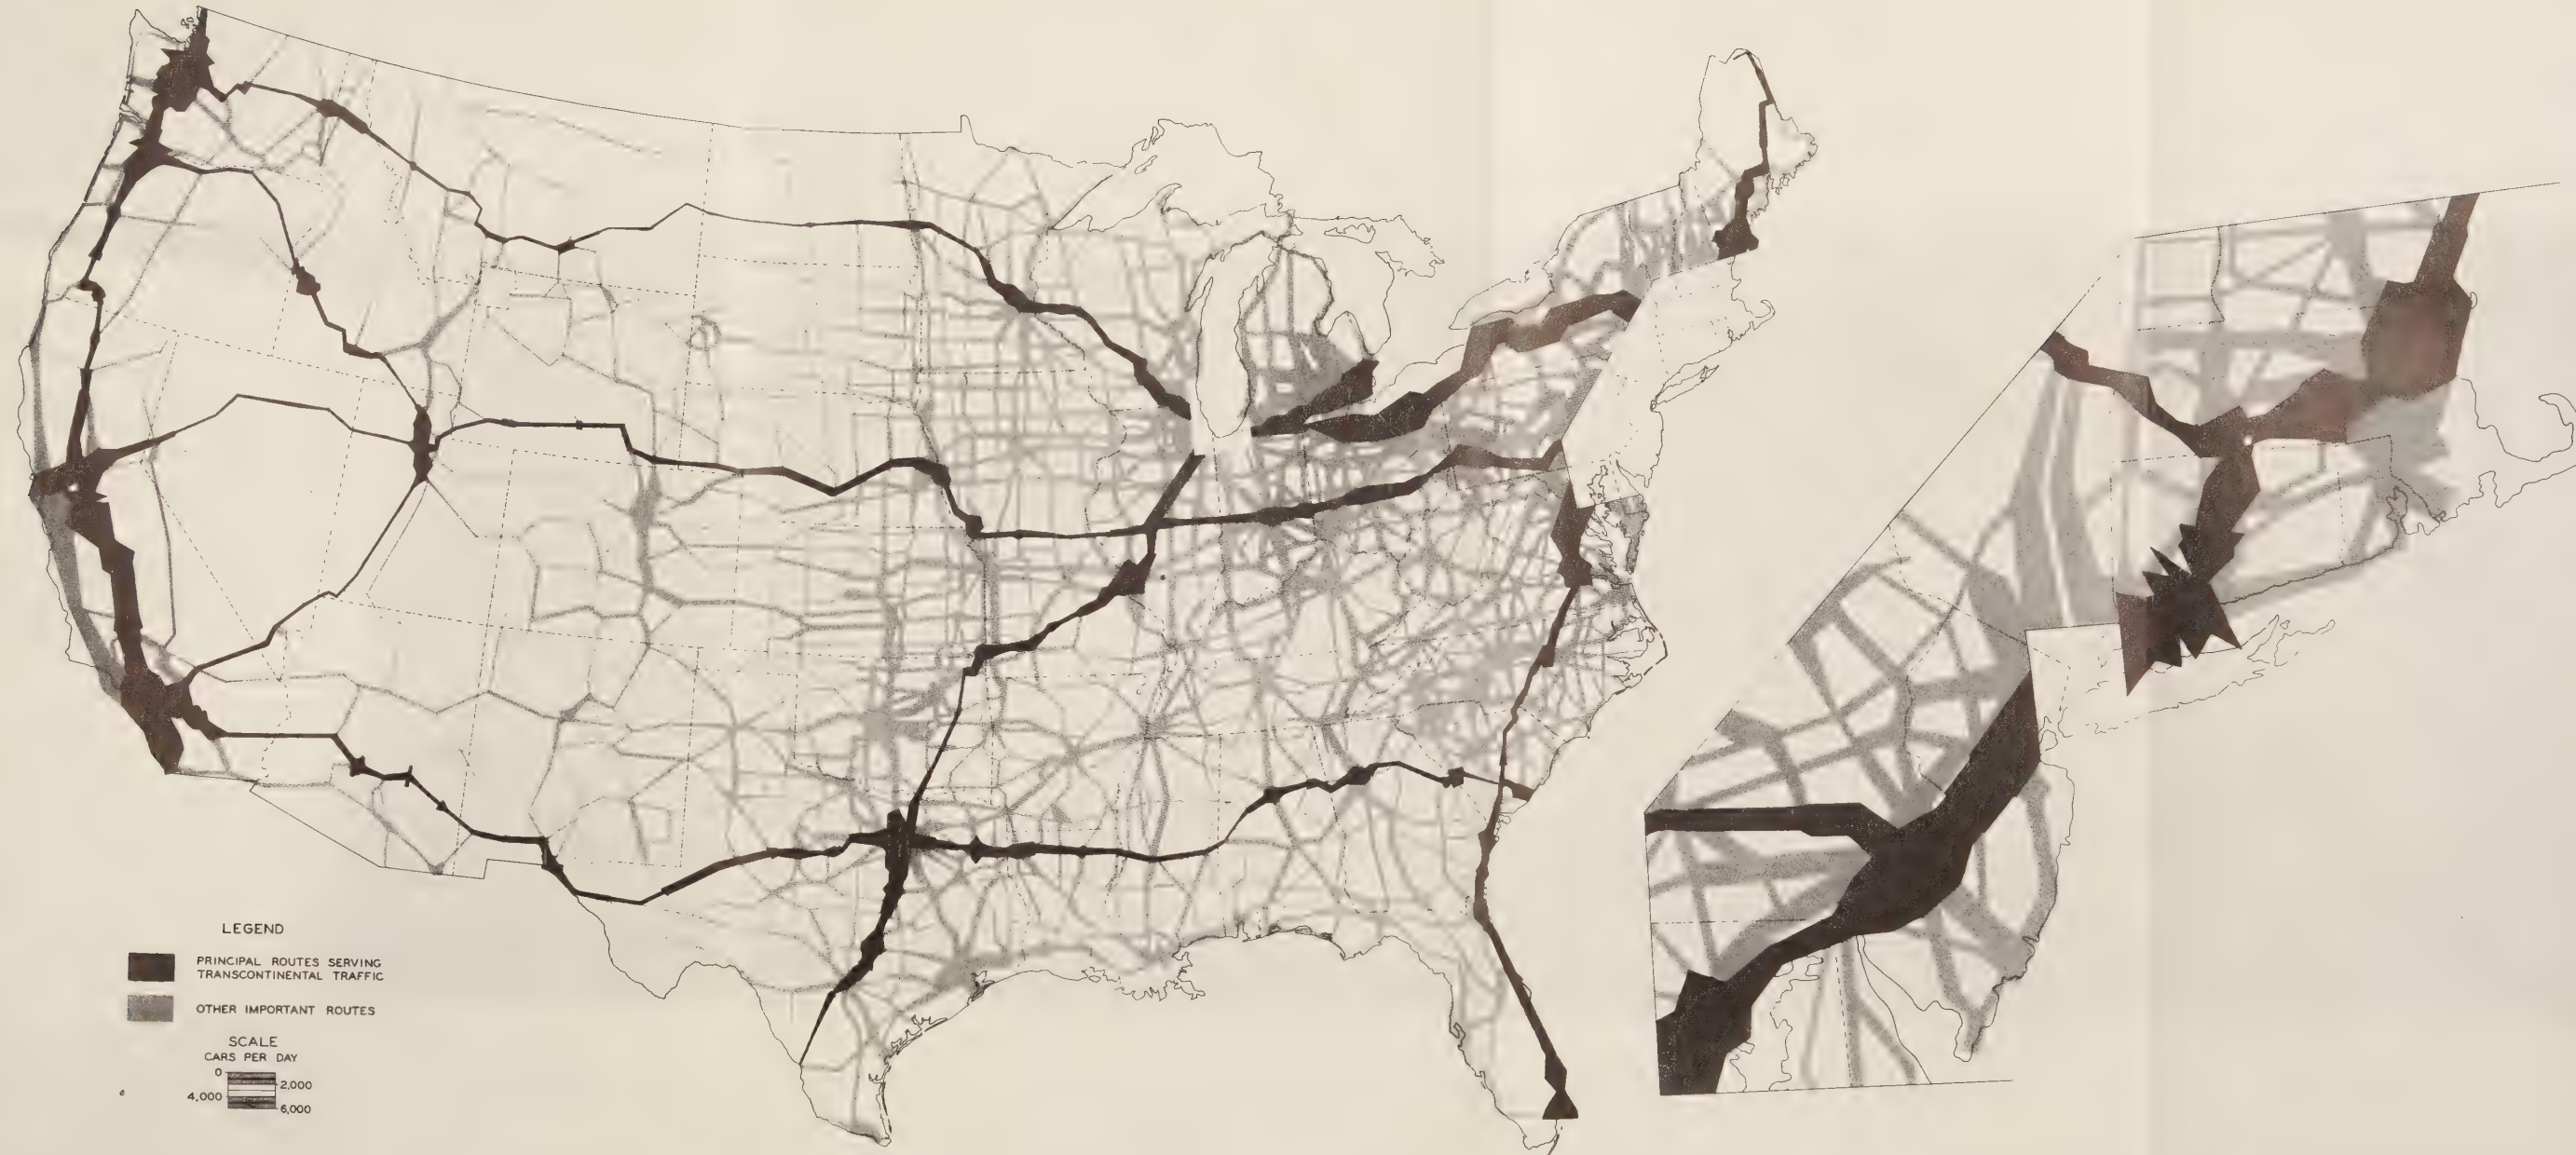 LEGEND
PRINCIPAL ROUTES SERVING
TRANSCONTINENTAL TRAFFIC
OTHER IMPORTANT ROUTES
SCALE
CARS PER DAY
0
2,000
4,000
6,000